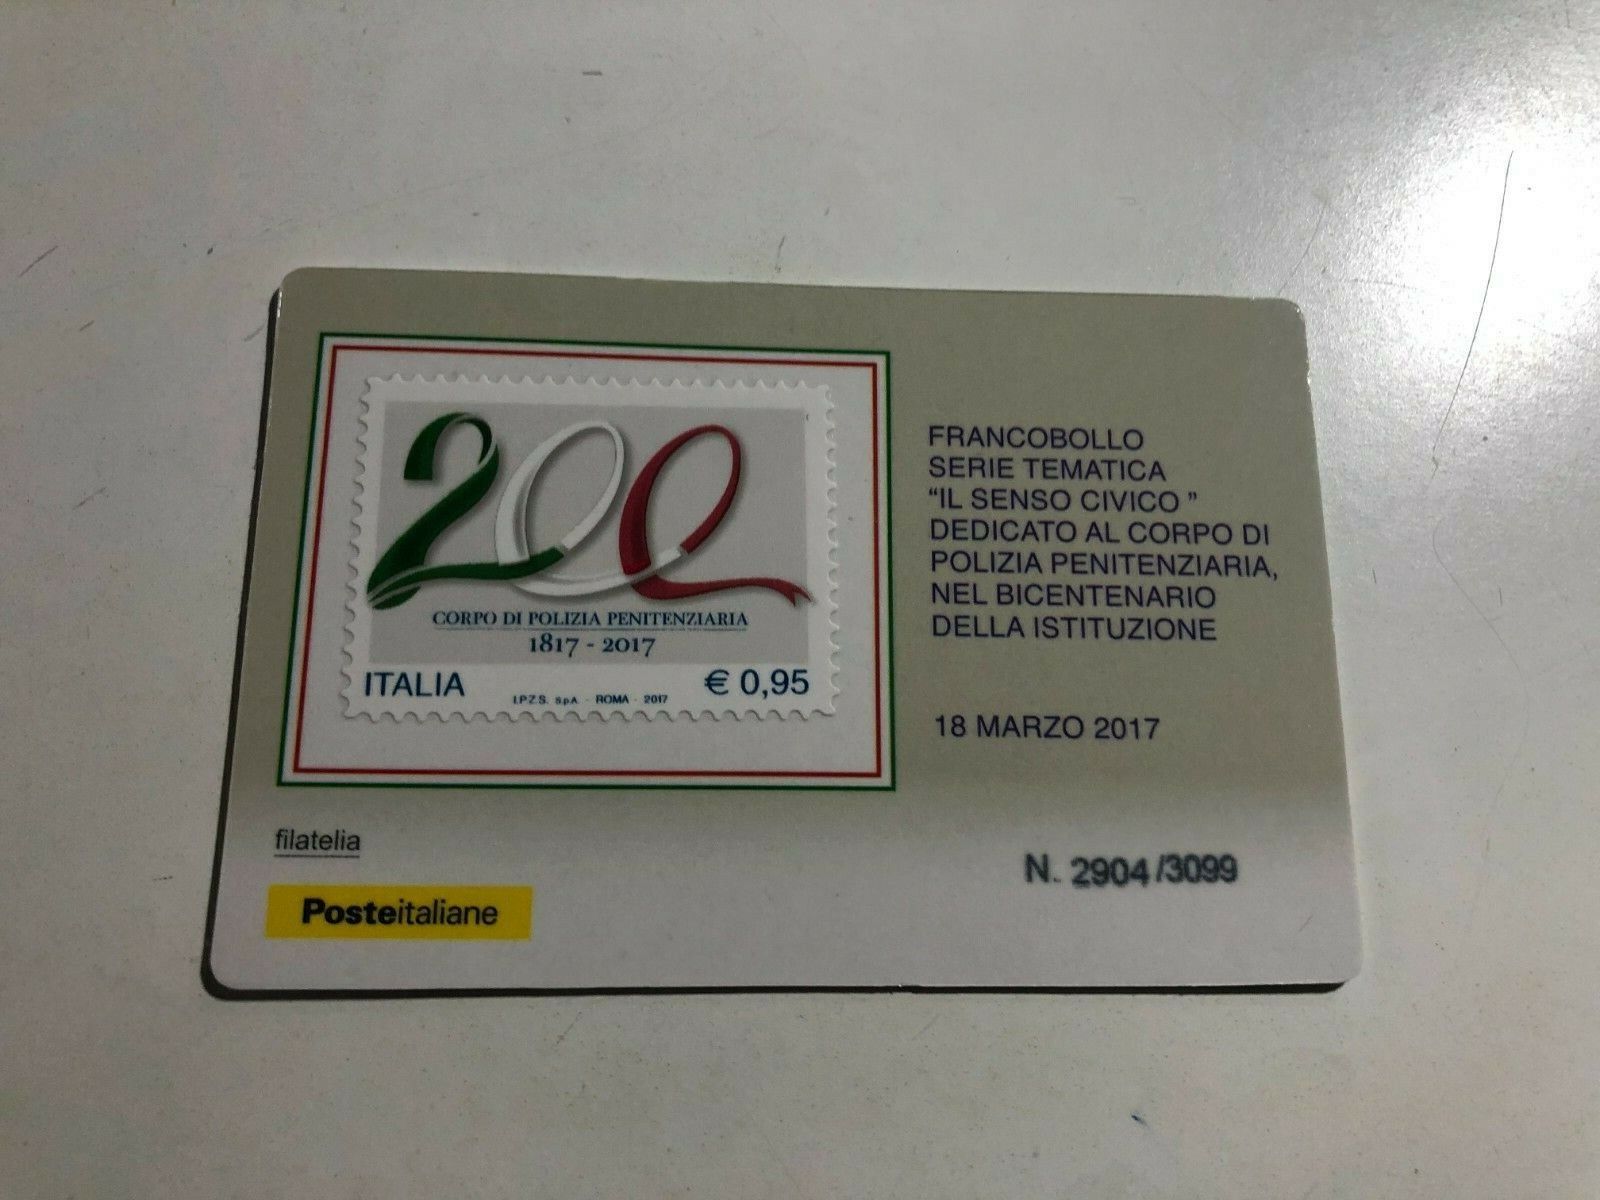 200
CORPO DI POLIZIA PENITENZIARIA
1817 - 2017
ITALIA
I.P.Z.S. S.p.A. - ROMA - 2017
€ 0,95
FRANCOBOLLO
SERIE TEMATICA
“IL SENSO CIVICO ”
DEDICATO AL CORPO DI
POLIZIA PENITENZIARIA,
NEL BICENTENARIO
DELLA ISTITUZIONE
18 MARZO 2017
filatelia
Posteitaliane
N. 2904/3099